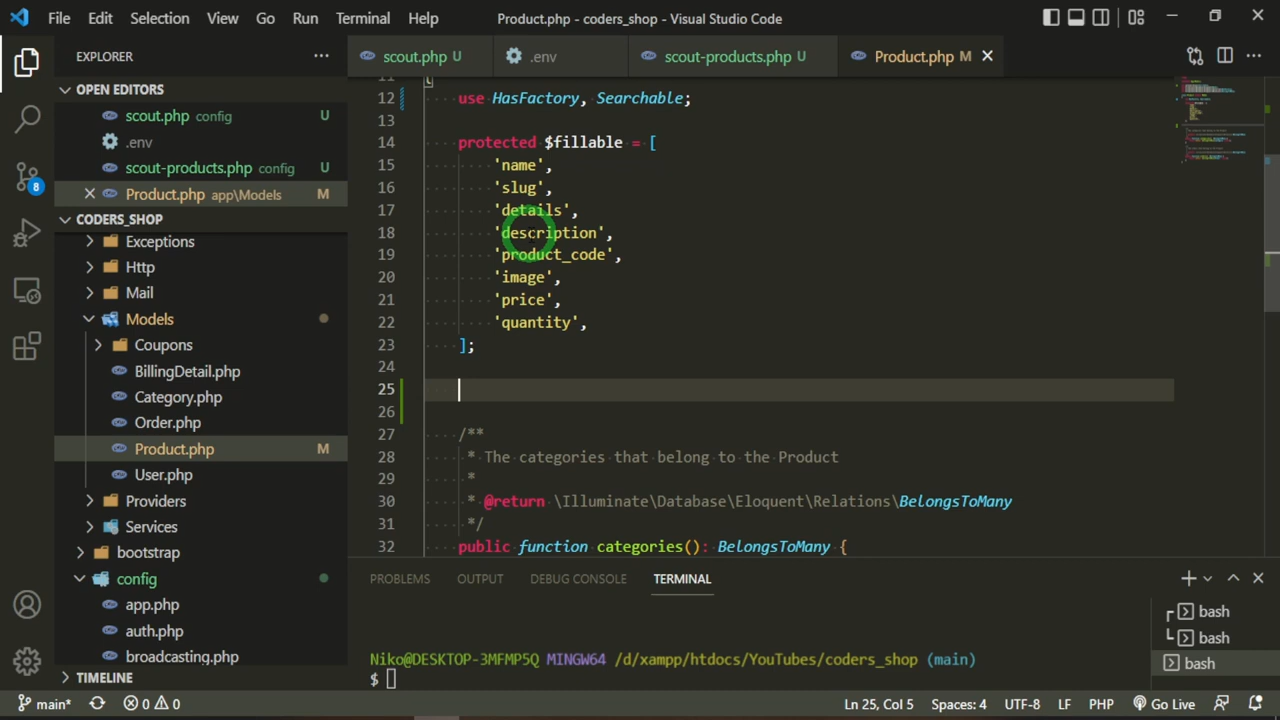 File Edit Selection View Go Run Terminal Help Product.php - coders_shop - Visual Studio Code
EXPLORER
scout.php U .env scout-products.php U Product.php M
OPEN EDITORS
scout.php config U
.env
scout-products.php config U
Product.php app\Models M
CODERS_SHOP
Exceptions
Http
Mail
Models
Coupons
BillingDetail.php
Category.php
Order.php
Product.php M
User.php
Providers
Services
bootstrap
config
app.php
auth.php
broadcasting.php
TIMELINE
8
11 {
12 use HasFactory, Searchable;
13
14 protected $fillable = [
15 'name',
16 'slug',
17 'details',
18 'description',
19 'product_code',
20 'image',
21 'price',
22 'quantity',
23 ];
24
25
26
27 /**
28 * The categories that belong to the Product
29 *
30 * @return \Illuminate\Database\Eloquent\Relations\BelongsToMany
31 */
32 public function categories(): BelongsToMany {
PROBLEMS OUTPUT DEBUG CONSOLE TERMINAL
Niko@DESKTOP-3MFMP5Q MINGW64 /d/xampp/htdocs/YouTubes/coders_shop (main)
$
bash
bash
bash
main* 0 0 Ln 25, Col 5 Spaces: 4 UTF-8 LF PHP Go Live